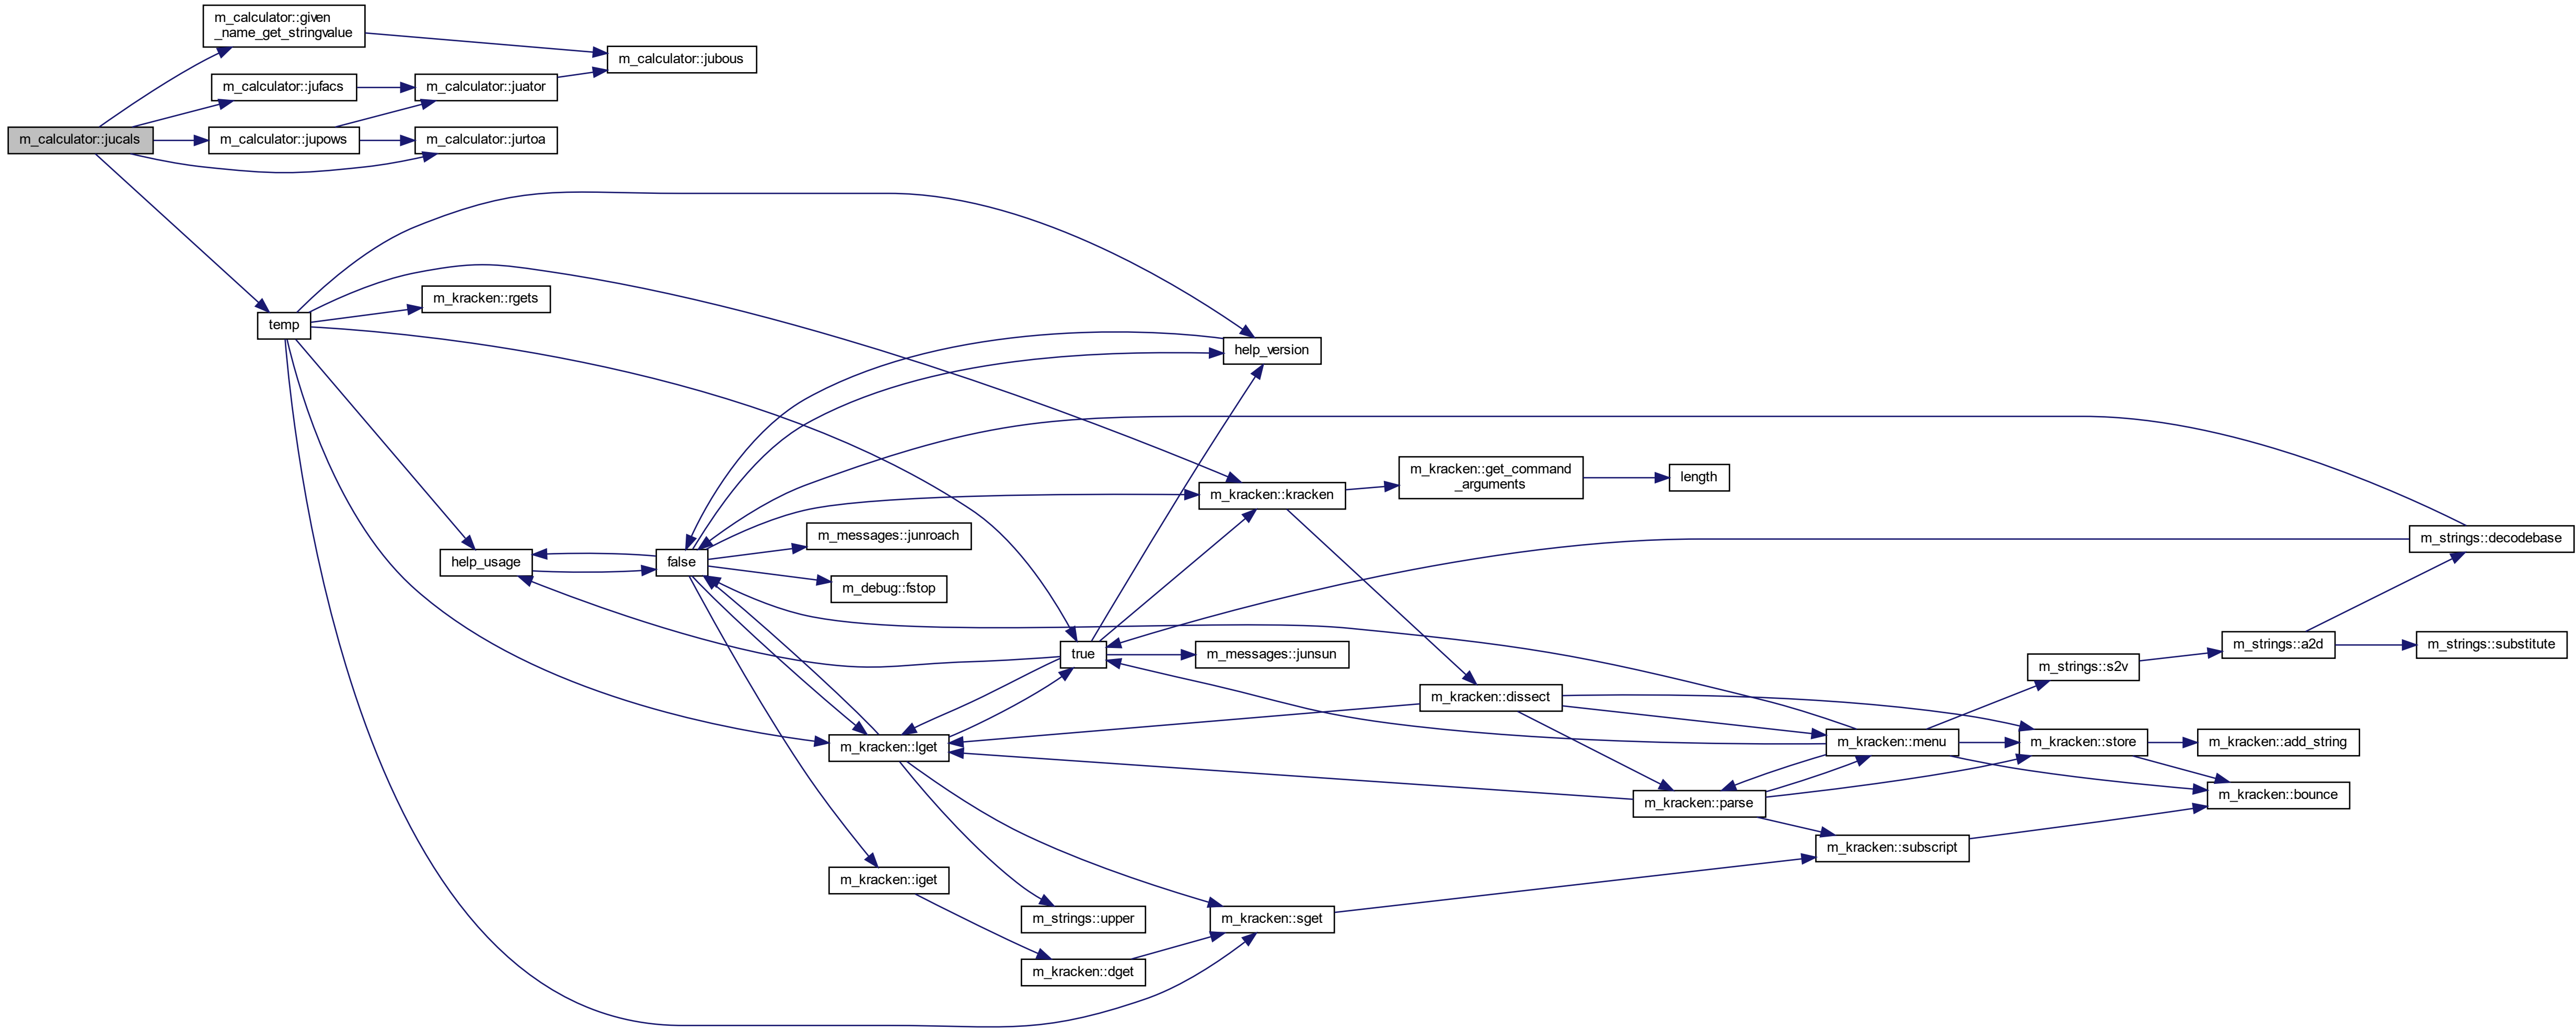 m_calculator::given
_name_get_stringvalue
m_calculator::jubous
m_calculator::jufacs
m_calculator::juator
m_calculator::jucals
m_calculator::jupows
m_calculator::jurtoa
m_kracken::rgets
temp
help_version
m_kracken::get_command
_arguments
length
m_kracken::kracken
m_messages::junroach
m_strings::decodebase
help_usage
false
m_debug::fstop
true
m_messages::junsun
m_strings::s2v
m_strings::a2d
m_strings::substitute
m_kracken::dissect
m_kracken::lget
m_kracken::menu
m_kracken::store
m_kracken::add_string
m_kracken::parse
m_kracken::bounce
m_kracken::subscript
m_kracken::iget
m_strings::upper
m_kracken::sget
m_kracken::dget